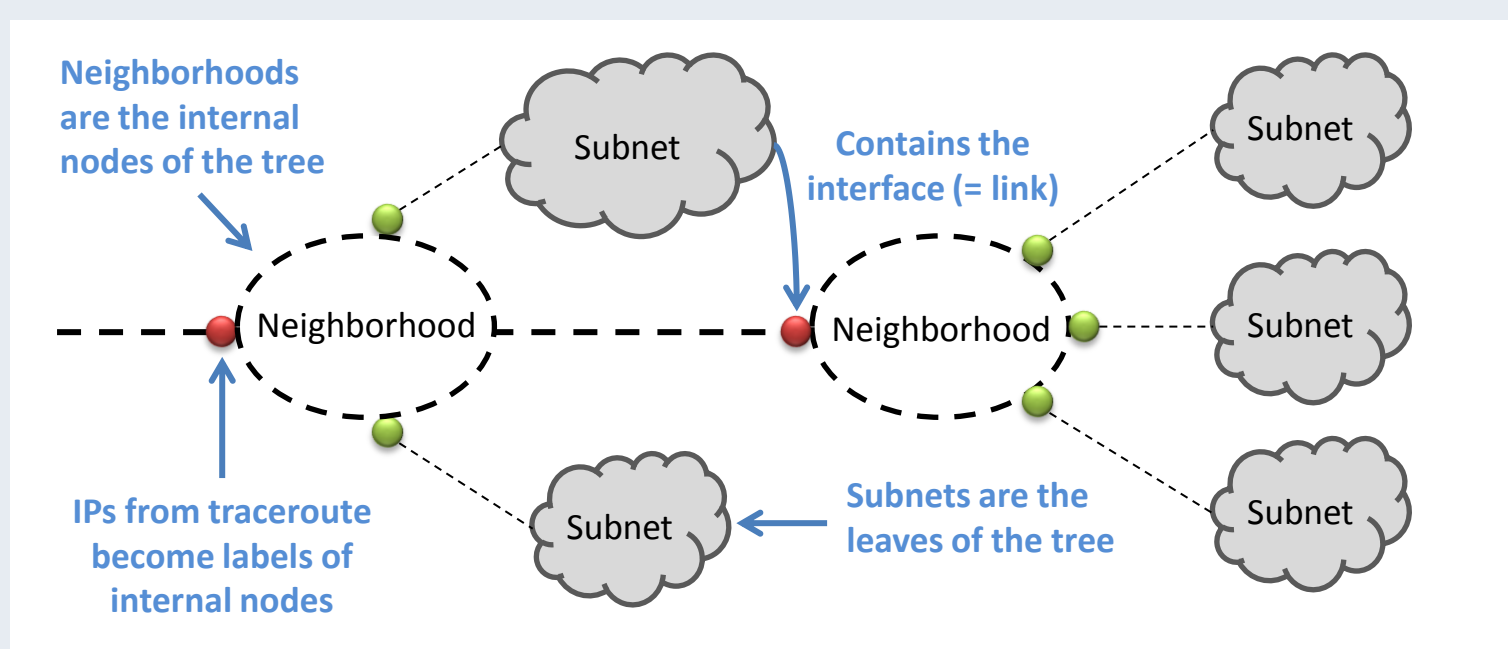 Neighborhoods
are the internal
nodes of the tree
Subnet
Contains the
interface (= link)
Subnet
Neighborhood
Neighborhood
Subnet
IPs from traceroute
become labels of
internal nodes
Subnet
Subnets are the
leaves of the tree
Subnet